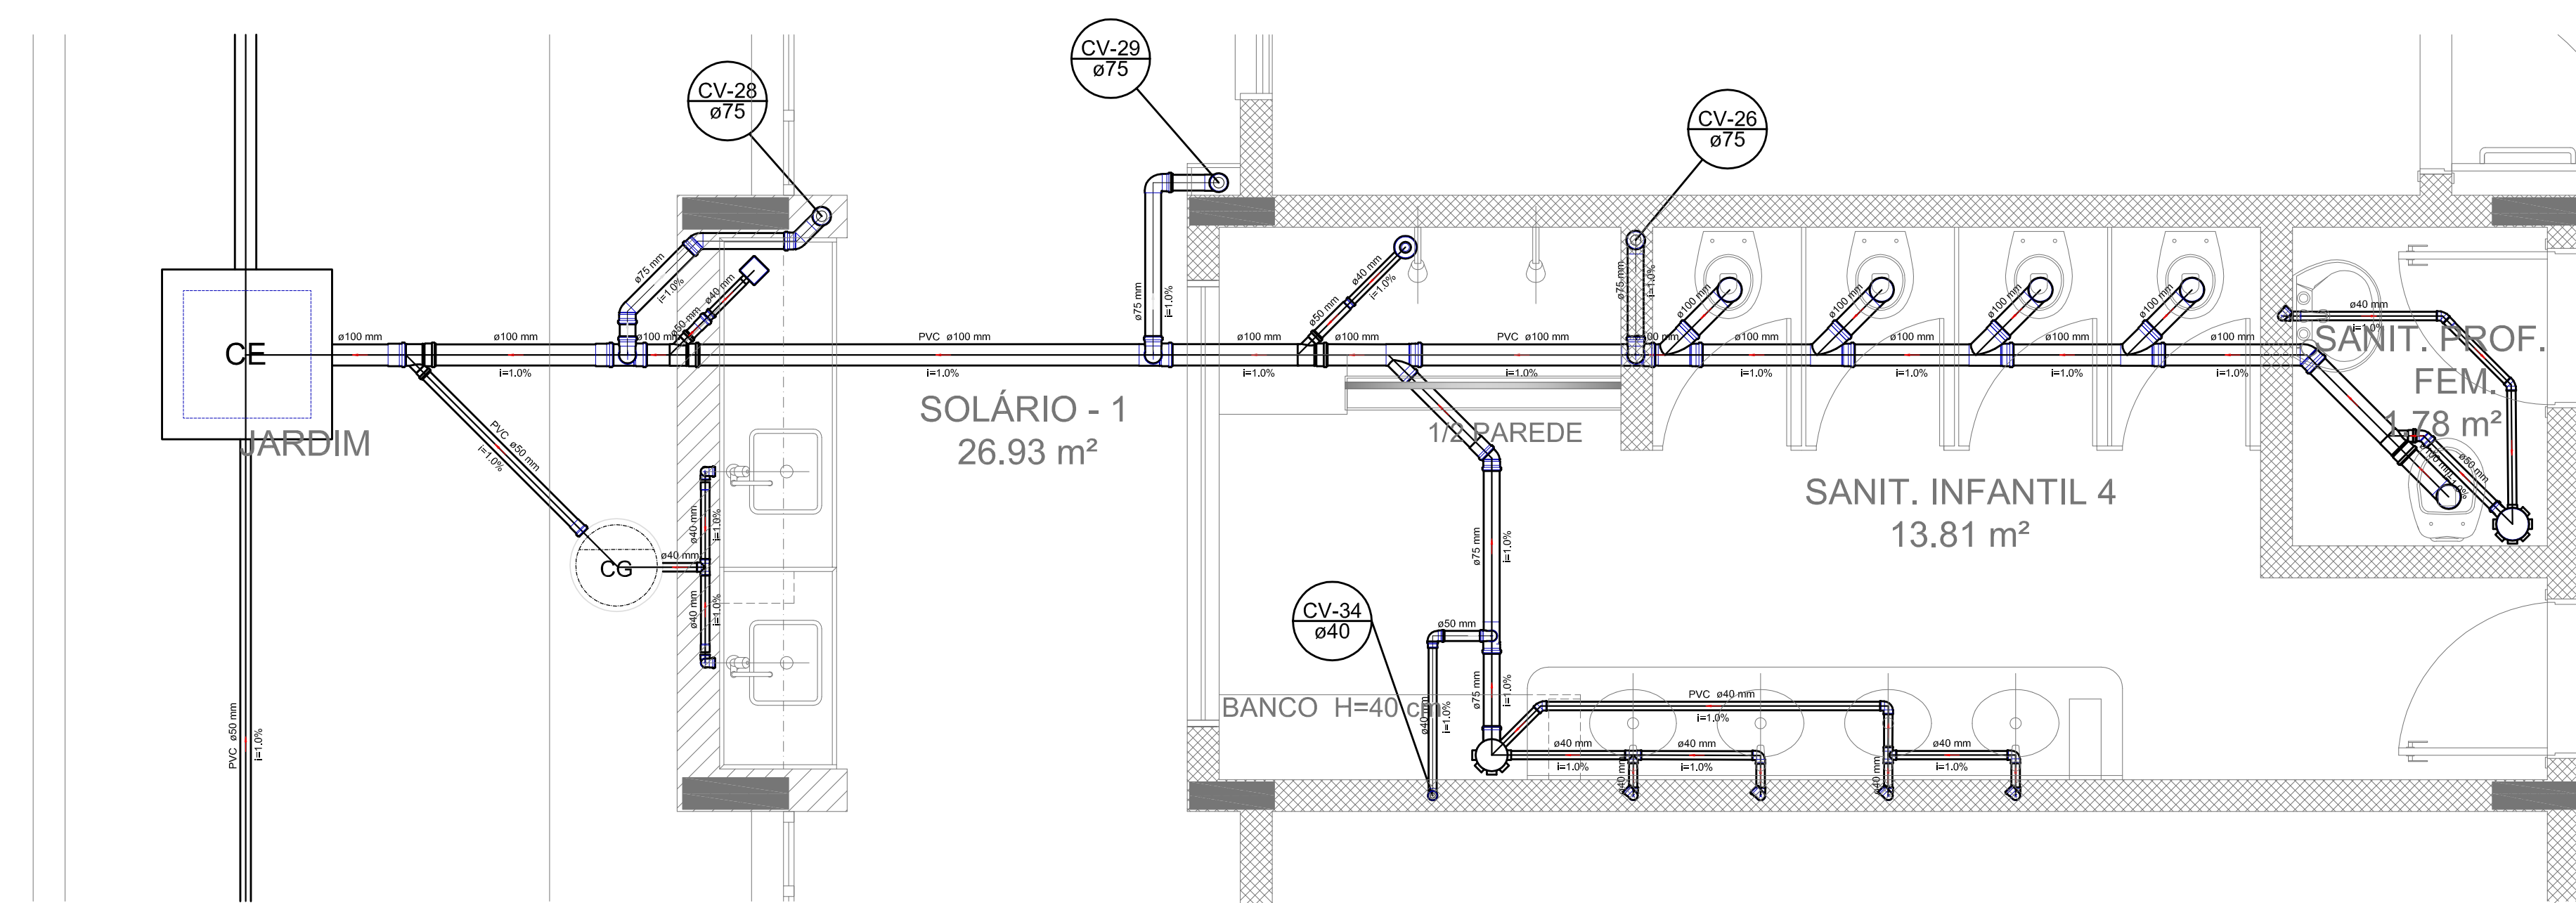 CV-29
ø75
CV-28
ø75
CV-26
ø75
ø75 mm
i=1.0%
ø40 mm
ø50 mm
ø75 mm
i=1.0%
ø40 mm
i=1.0%
ø50 mm
ø75 mm
i=1.0%
ø100 mm
ø100 mm
ø100 mm
ø100 mm
ø40 mm
i=1.0%
ø100 mm
ø100 mm
i=1.0%
ø100 mm
PVC ø100 mm
i=1.0%
ø100 mm
i=1.0%
ø100 mm
PVC ø100 mm
i=1.0%
ø100 mm
ø100 mm
i=1.0%
ø100 mm
i=1.0%
ø100 mm
i=1.0%
ø100 mm
i=1.0%
CE
JARDIM
SOLÁRIO - 1
26.93 m²
1/2 PAREDE
SANIT. PROF.
FEM.
1.78 m²
ø100 mm
i=1.0%
ø50 mm
SANIT. INFANTIL 4
13.81 m²
PVC ø50 mm
i=1.0%
CG
ø40 mm
ø40 mm
i=1.0%
ø40 mm
i=1.0%
ø75 mm
i=1.0%
CV-34
ø40
ø50 mm
ø75 mm
i=1.0%
BANCO H=40 cm
ø40 mm
i=1.0%
PVC ø40 mm
i=1.0%
ø40 mm
i=1.0%
ø40 mm
i=1.0%
ø40 mm
i=1.0%
ø40 mm
ø40 mm
PVC ø50 mm
i=1.0%